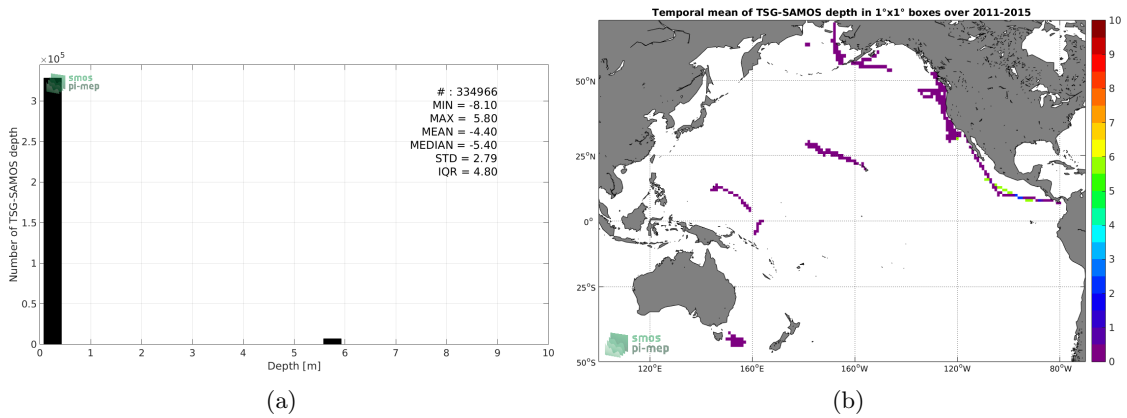 ×10^5
3
2.5
2
1.5
1
0.5
0
Number of TSG-SAMOS depth
smos
pi-mep
# : 334966
MIN = -8.10
MAX = 5.80
MEAN = -4.40
MEDIAN = -5.40
STD = 2.79
IQR = 4.80
0 1 2 3 4 5 6 7 8 9 10
Depth [m]
(a)
Temporal mean of TSG-SAMOS depth in 1°x1° boxes over 2011-2015
50°N
25°N
0°
25°S
50°S
120°E 160°E 160°W 120°W 80°W
smos
pi-mep
10
9
8
7
6
5
4
3
2
1
0
(b)